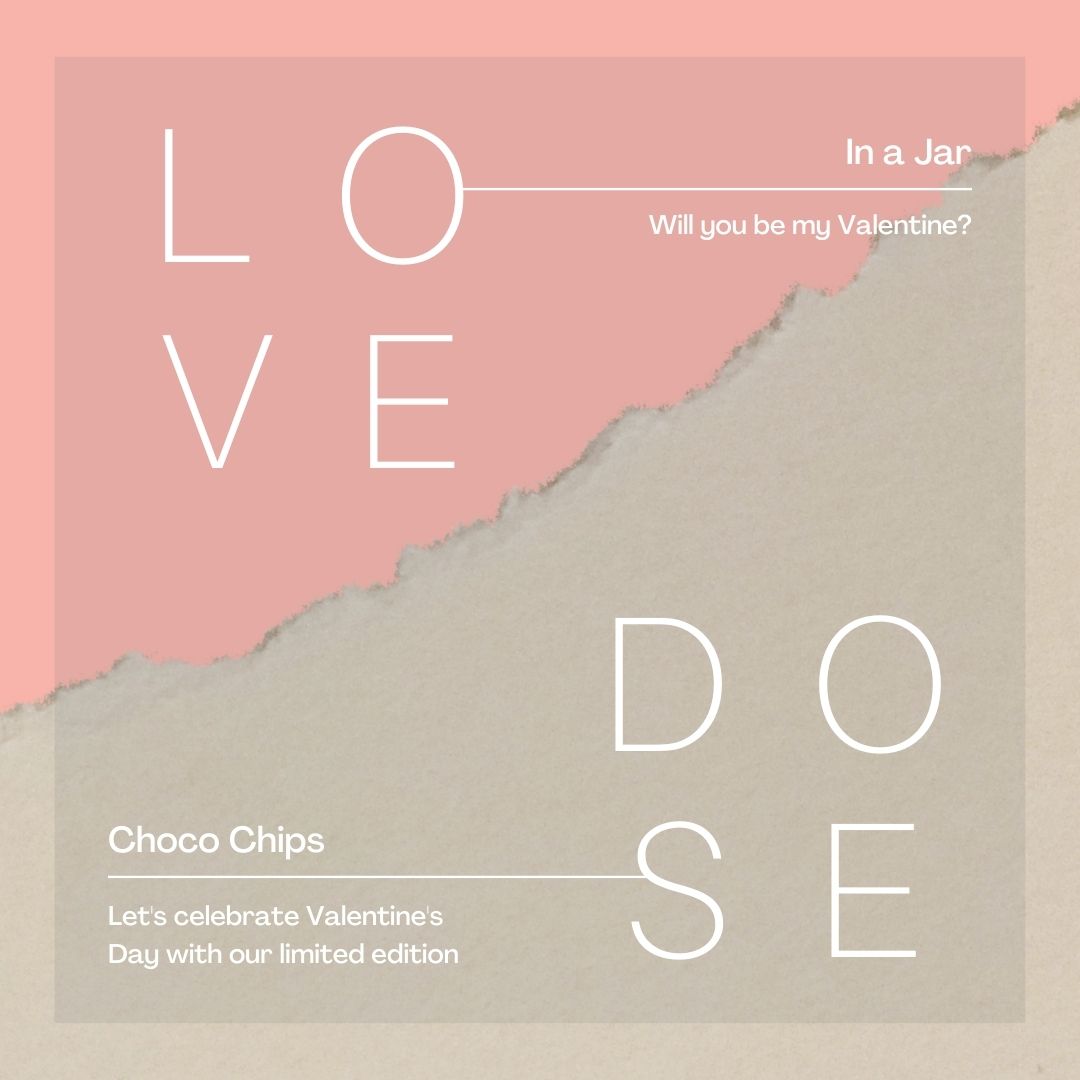 L O
V E
In a Jar
Will you be my Valentine?
D O
S E
Choco Chips
Let's celebrate Valentine's
Day with our limited edition